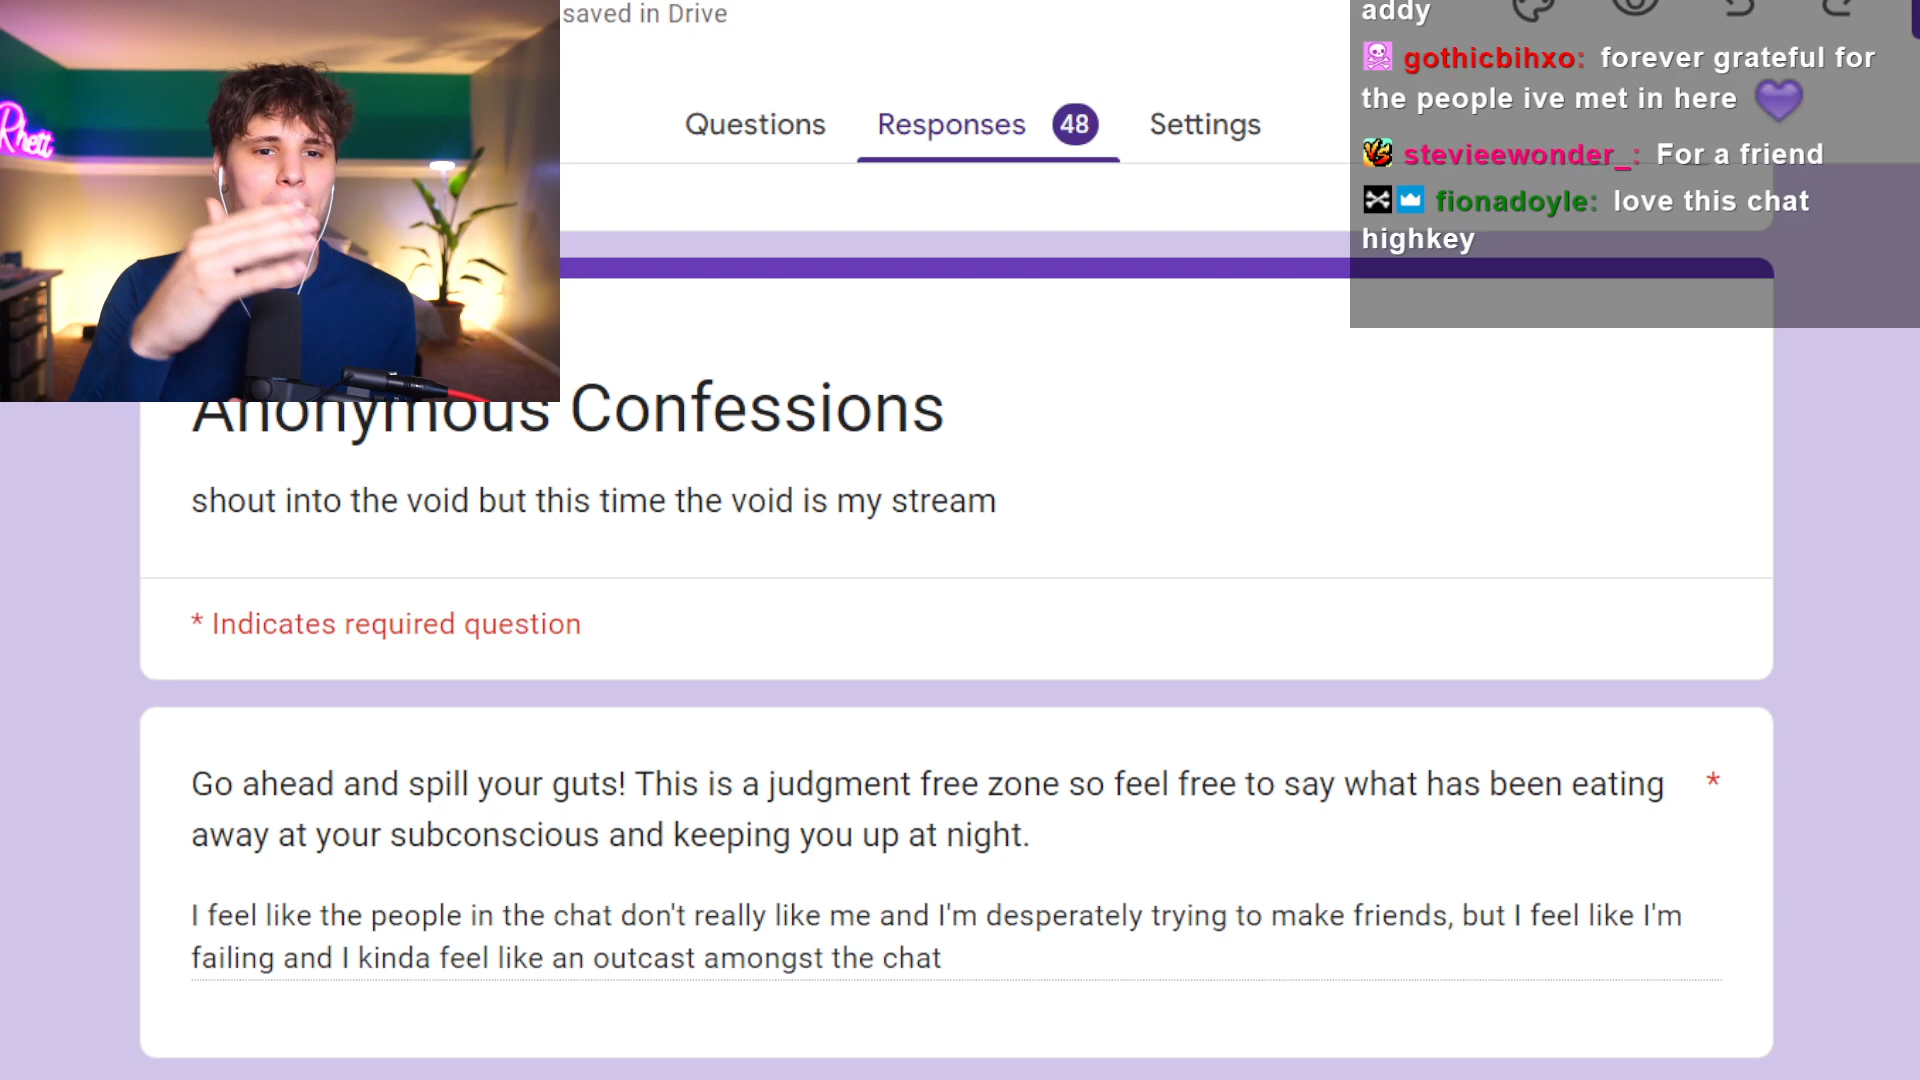 saved in Drive
Questions Responses 48 Settings
Rhett
addy
gothicbihxo: forever grateful for
the people ive met in here
stevieewonder_: For a friend
fionadoyle: love this chat
highkey
Anonymous Confessions
shout into the void but this time the void is my stream
* Indicates required question
Go ahead and spill your guts! This is a judgment free zone so feel free to say what has been eating *
away at your subconscious and keeping you up at night.
I feel like the people in the chat don't really like me and I'm desperately trying to make friends, but I feel like I'm
failing and I kinda feel like an outcast amongst the chat